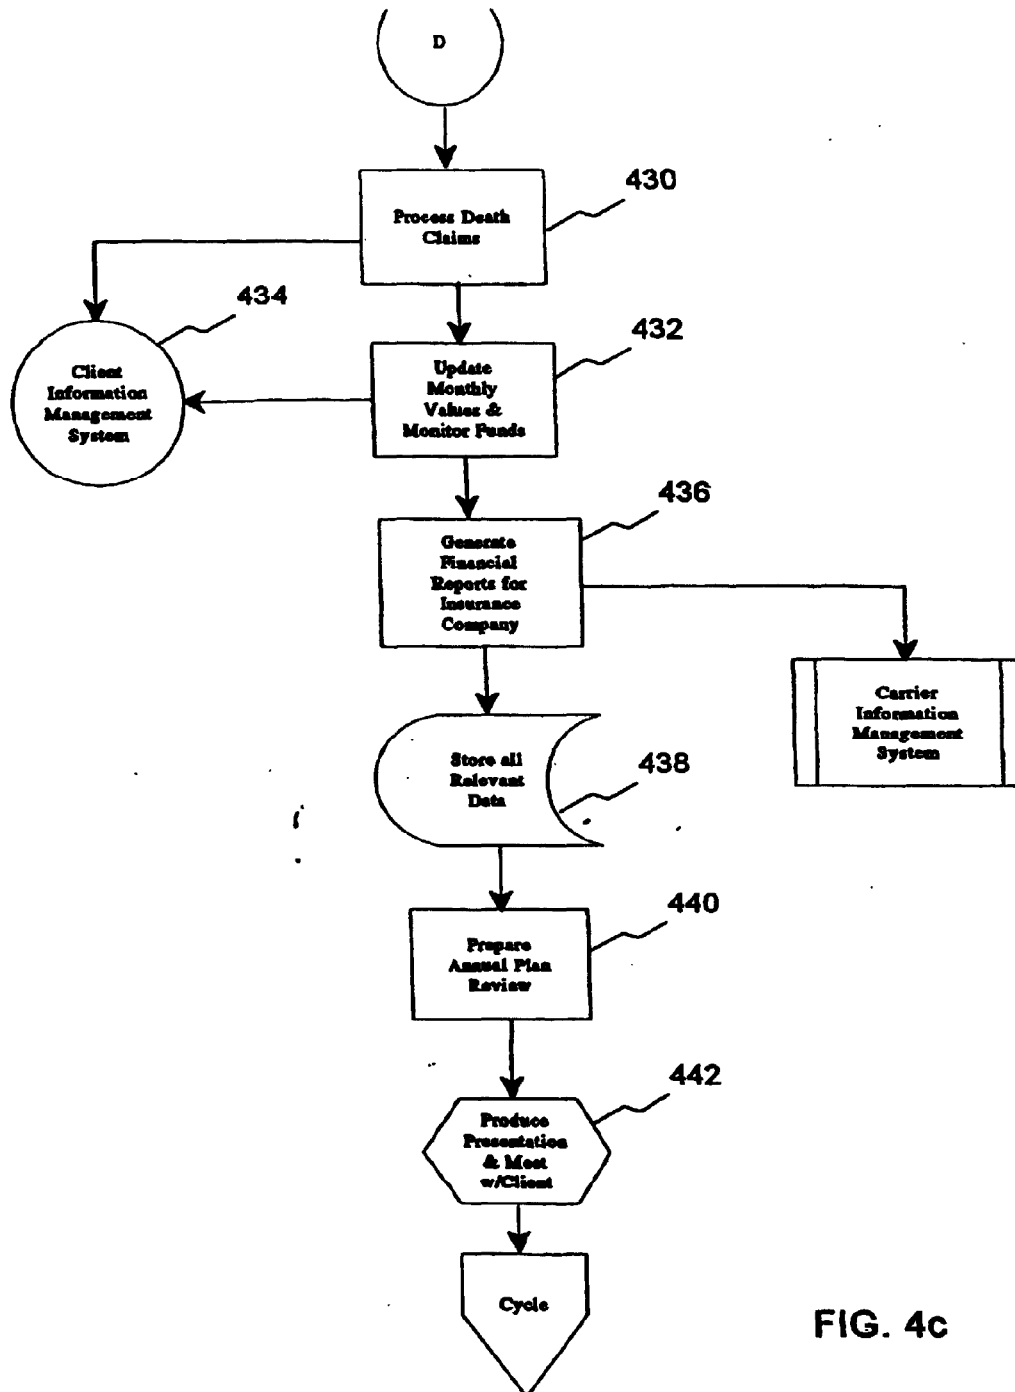 D
430
Process Death
Claims
434
Client
Information
Management
System
432
Update
Monthly
Values &
Monitor Funds
436
Generate
Financial
Reports for
Insurance
Company
Carrier
Information
Management
System
Store all
Relevant
Data
438
440
Prepare
Annual Plan
Review
442
Produce
Presentation
& Meet
w/Client
Cycle
FIG. 4c